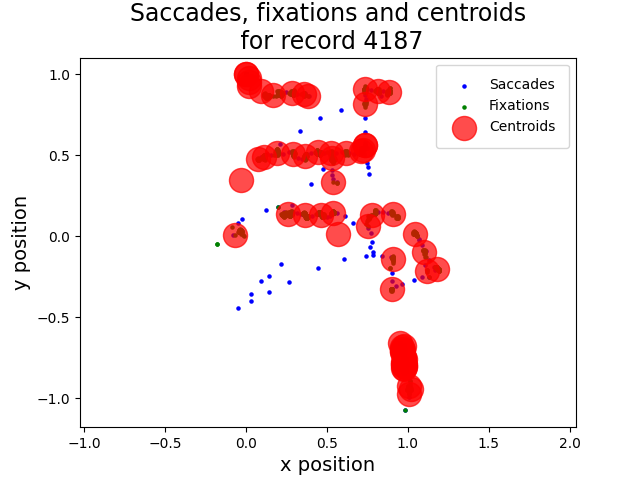 Saccades, fixations and centroids
for record 4187
Saccades
Fixations
Centroids
1.0
0.5
0.0
−0.5
−1.0
y position
−1.0 −0.5 0.0 0.5 1.0 1.5 2.0
x position